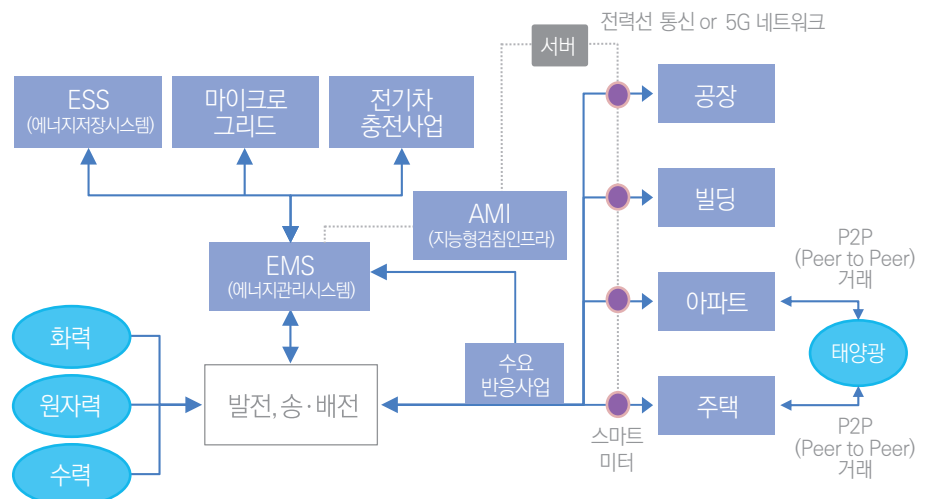 전력선 통신 or 5G 네트워크
서버
ESS
(에너지저장시스템)
마이크로
그리드
전기차
충전사업
공장
AMI
(지능형검침인프라)
빌딩
EMS
(에너지관리시스템)
P2P
(Peer to Peer)
거래
아파트
화력
태양광
수요
반응사업
원자력
발전, 송·배전
주택
스마트
미터
P2P
(Peer to Peer)
거래
수력